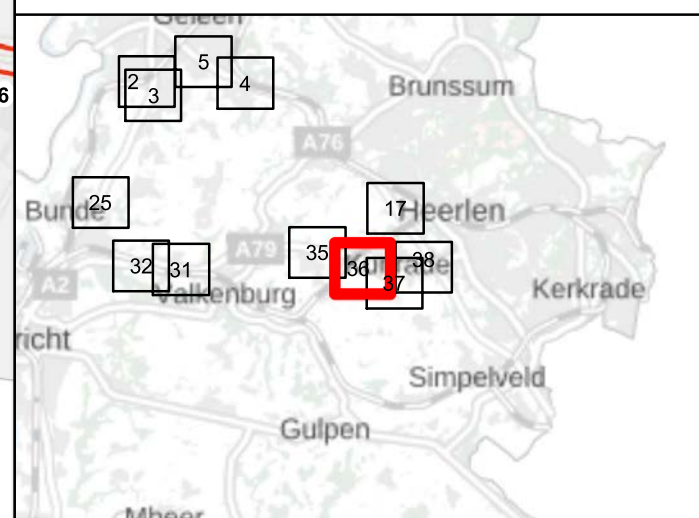 Geleen
5
2
3
4
Brunssum
6
A76
25
Bunde
17
Heerlen
35
A79
36
Kunrade
38
32
31
37
A2
Valkenburg
Kerkrade
richt
Simpelveld
Gulpen
Mheer